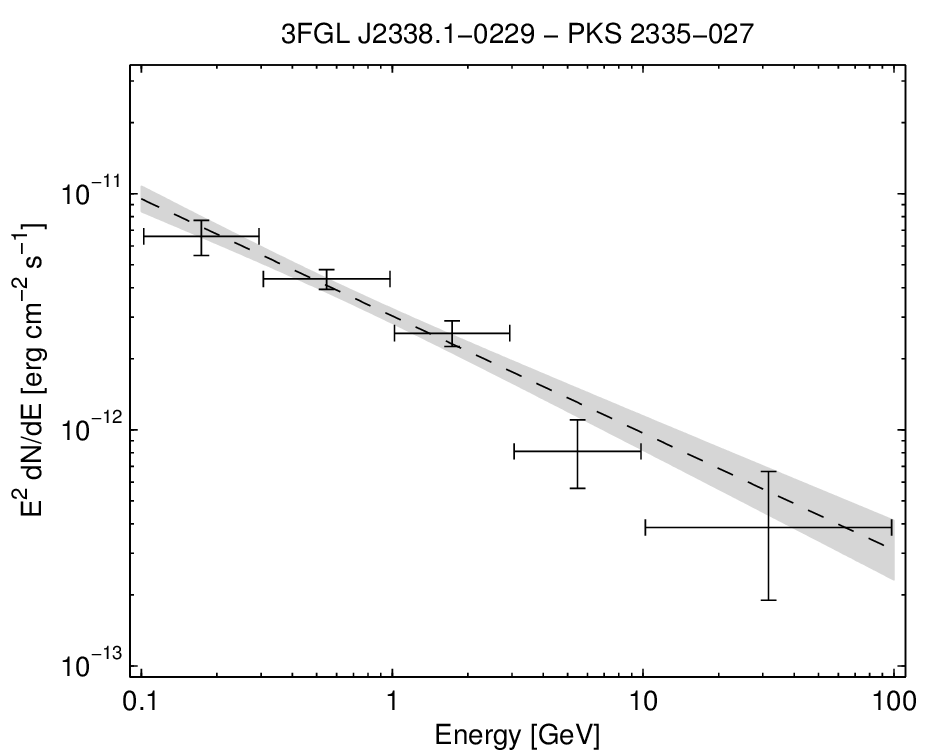 3FGL J2338.1−0229 − PKS 2335−027
E² dN/dE [erg cm⁻² s⁻¹]
10⁻¹¹
10⁻¹²
10⁻¹³
0.1 1 10 100
Energy [GeV]